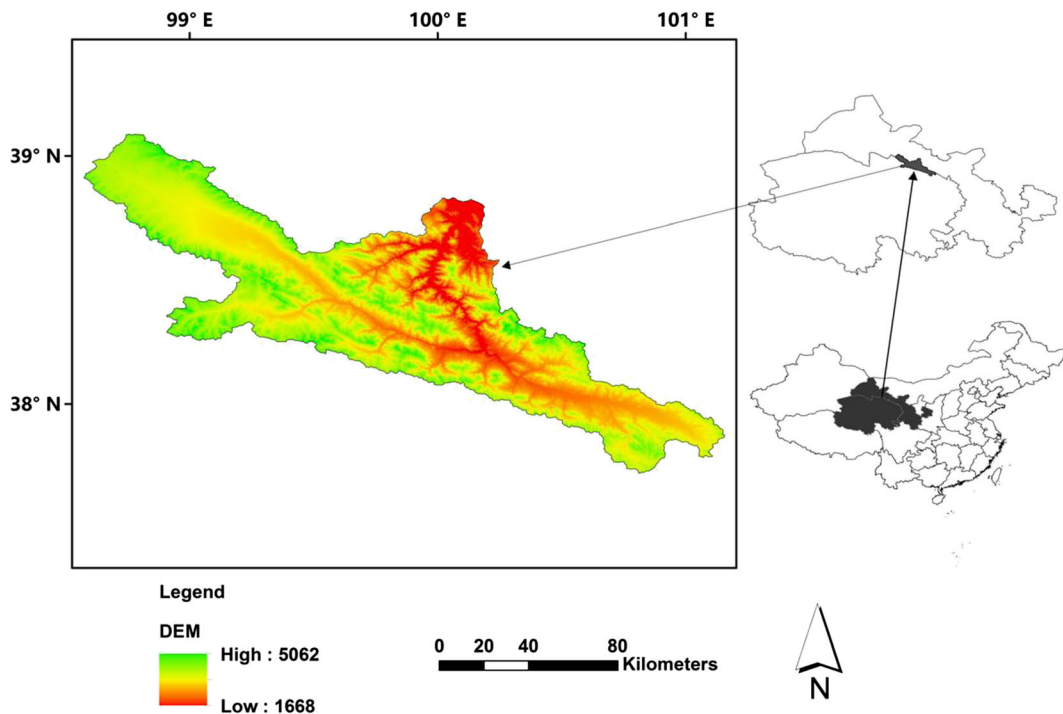 99° E 100° E 101° E
39° N
38° N
Legend
DEM
High : 5062
Low : 1668
0 20 40 80
Kilometers
N